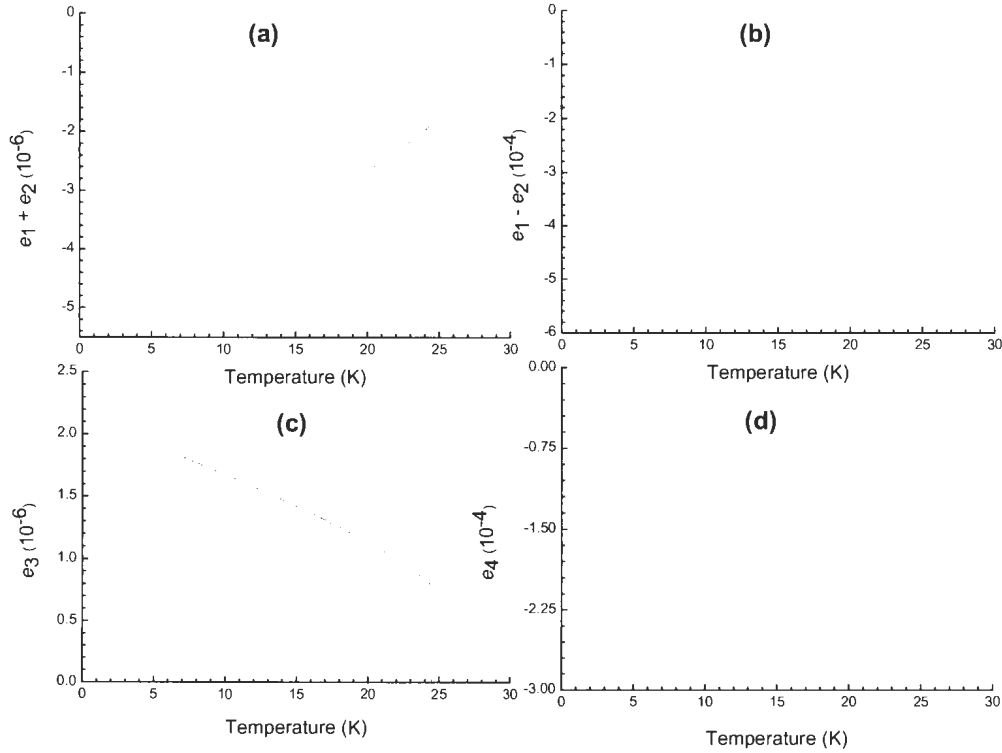 (a)
0
-1
-2
-3
-4
-5
e1 + e2 (10-6)
0 5 10 15 20 25 30
Temperature (K)
(b)
0
-1
-2
-3
-4
-5
-6
e1 - e2 (10-4)
0 5 10 15 20 25 30
Temperature (K)
(c)
2.5
2.0
1.5
1.0
0.5
0.0
e3 (10-6)
0 5 10 15 20 25 30
Temperature (K)
(d)
0.00
-0.75
-1.50
-2.25
-3.00
e4 (10-4)
0 5 10 15 20 25 30
Temperature (K)